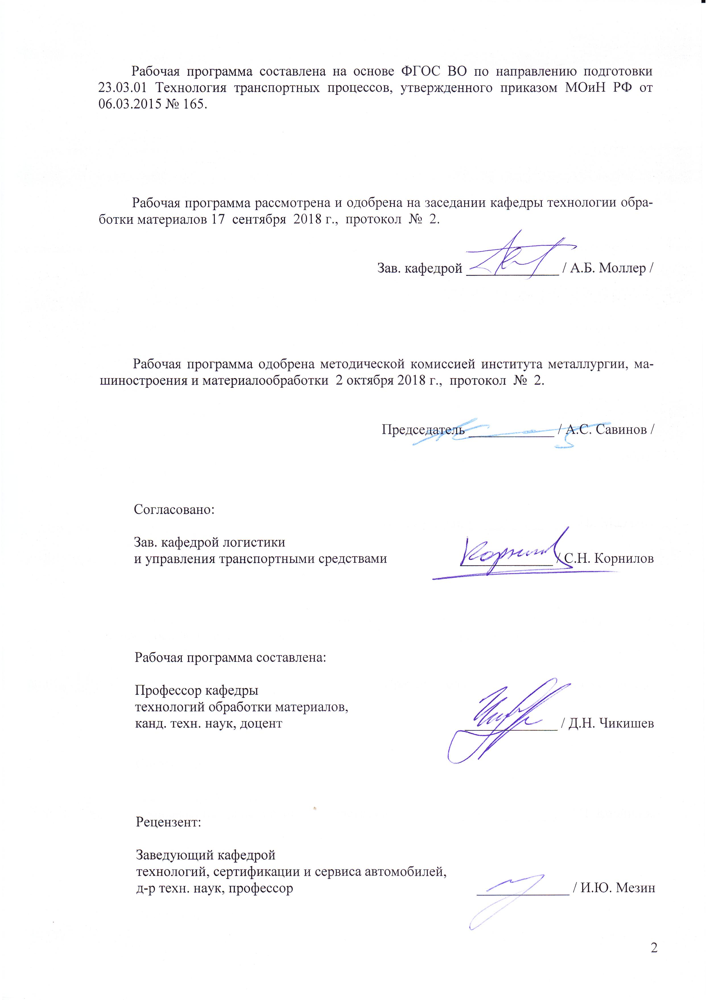 Рабочая программа составлена на основе ФГОС ВО по направлению подготовки
23.03.01 Технология транспортных процессов, утвержденного приказом МОиН РФ от
06.03.2015 № 165.
Рабочая программа рассмотрена и одобрена на заседании кафедры технологии обра-
ботки материалов 17 сентября 2018 г., протокол № 2.
Зав. кафедрой ____________ / А.Б. Моллер /
Рабочая программа одобрена методической комиссией института металлургии, ма-
шиностроения и материалообработки 2 октября 2018 г., протокол № 2.
Председатель ____________ / А.С. Савинов /
Согласовано:
Зав. кафедрой логистики
и управления транспортными средствами ____________ / С.Н. Корнилов
Рабочая программа составлена:
Профессор кафедры
технологий обработки материалов,
канд. техн. наук, доцент ____________ / Д.Н. Чикишев
Рецензент:
Заведующий кафедрой
технологий, сертификации и сервиса автомобилей,
д-р техн. наук, профессор ____________ / И.Ю. Мезин
2